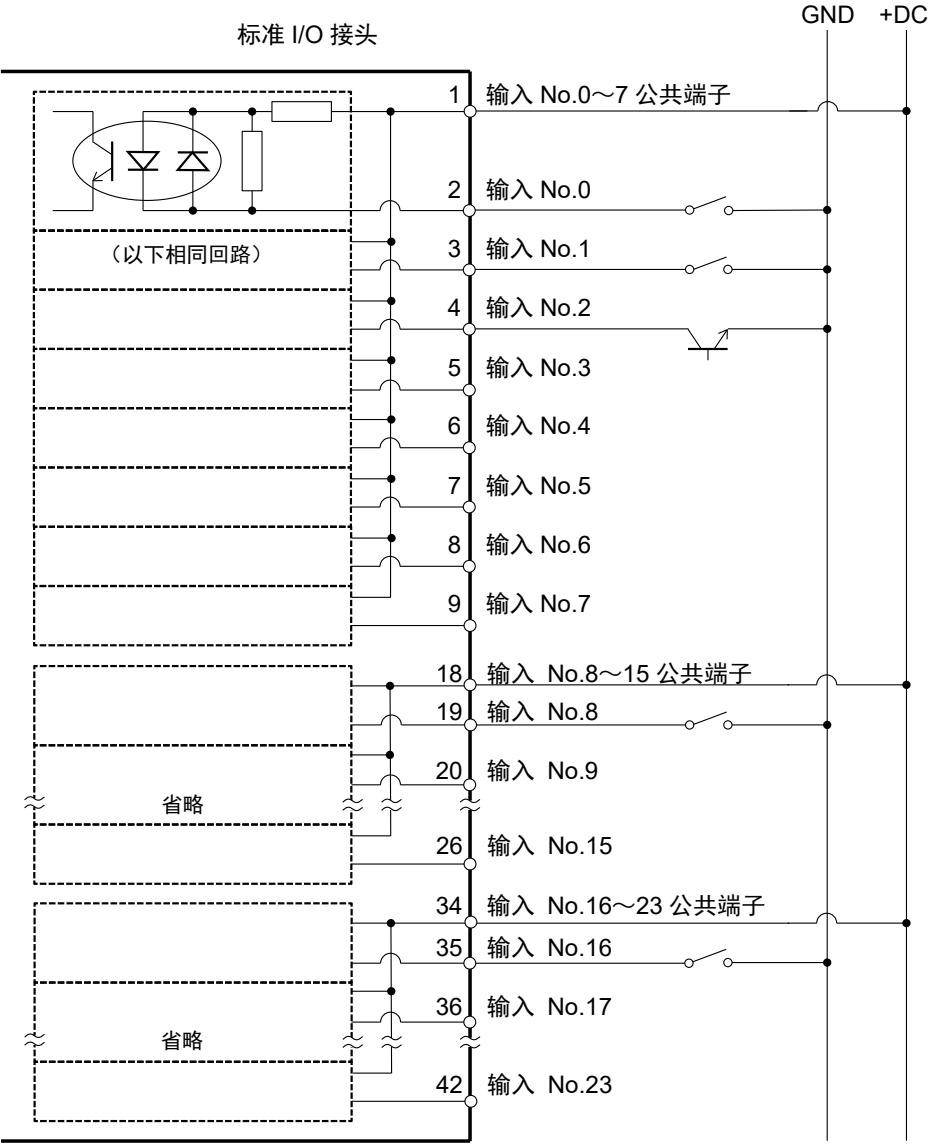 GND +DC
标准 I/O 接头
1 输入 No.0～7 公共端子
2 输入 No.0
（以下相同回路）
3 输入 No.1
4 输入 No.2
5 输入 No.3
6 输入 No.4
7 输入 No.5
8 输入 No.6
9 输入 No.7
18 输入 No.8～15 公共端子
19 输入 No.8
20 输入 No.9
省略
26 输入 No.15
34 输入 No.16～23 公共端子
35 输入 No.16
36 输入 No.17
省略
42 输入 No.23